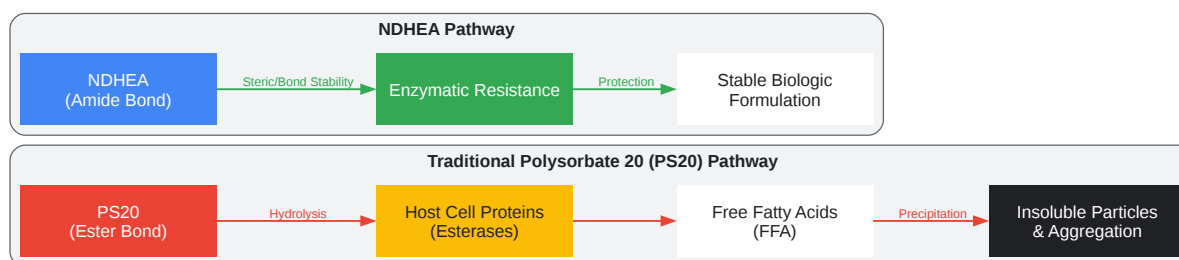 NDHEA Pathway
NDHEA
(Amide Bond)
Steric/Bond Stability
Enzymatic Resistance
Protection
Stable Biologic
Formulation
Traditional Polysorbate 20 (PS20) Pathway
PS20
(Ester Bond)
Hydrolysis
Host Cell Proteins
(Esterases)
Free Fatty Acids
(FFA)
Precipitation
Insoluble Particles
& Aggregation